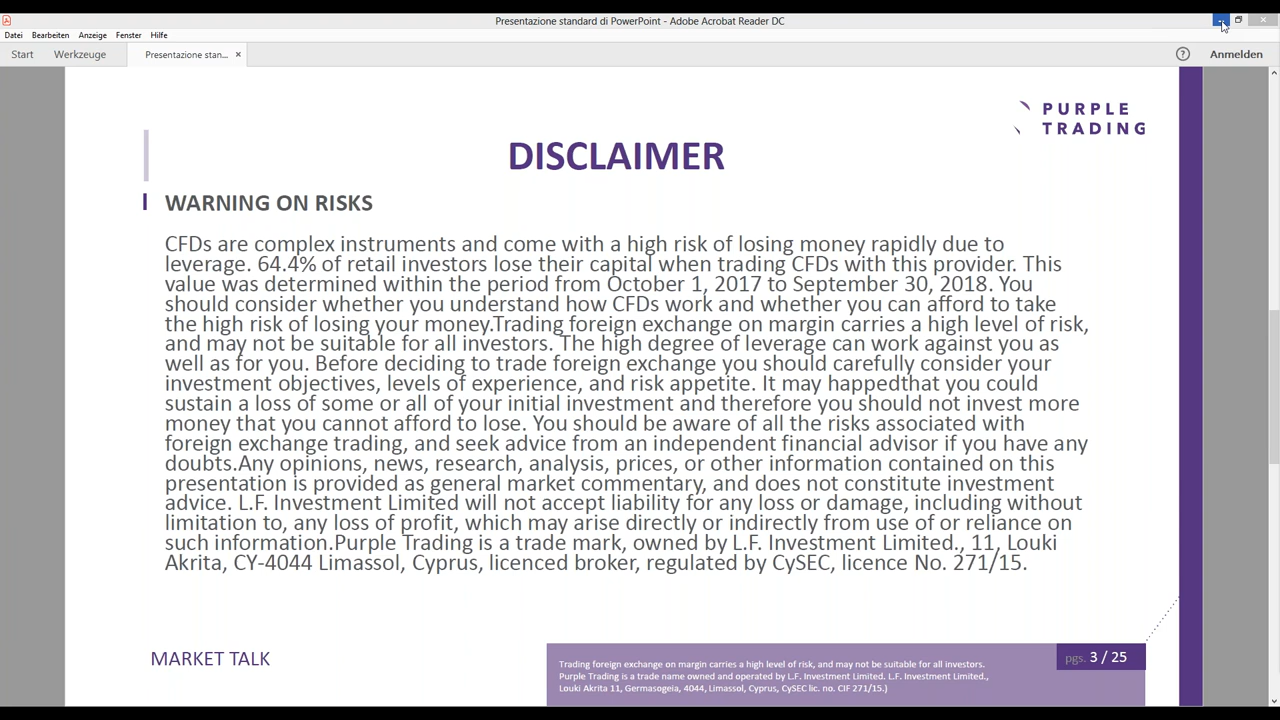 Presentazione standard di PowerPoint - Adobe Acrobat Reader DC
Datei Bearbeiten Anzeige Fenster Hilfe
Start Werkzeuge Presentazione stan... × ? Anmelden
PURPLE
TRADING
DISCLAIMER
WARNING ON RISKS
CFDs are complex instruments and come with a high risk of losing money rapidly due to
leverage. 64.4% of retail investors lose their capital when trading CFDs with this provider. This
value was determined within the period from October 1, 2017 to September 30, 2018. You
should consider whether you understand how CFDs work and whether you can afford to take
the high risk of losing your money.Trading foreign exchange on margin carries a high level of risk,
and may not be suitable for all investors. The high degree of leverage can work against you as
well as for you. Before deciding to trade foreign exchange you should carefully consider your
investment objectives, levels of experience, and risk appetite. It may happedthat you could
sustain a loss of some or all of your initial investment and therefore you should not invest more
money that you cannot afford to lose. You should be aware of all the risks associated with
foreign exchange trading, and seek advice from an independent financial advisor if you have any
doubts.Any opinions, news, research, analysis, prices, or other information contained on this
presentation is provided as general market commentary, and does not constitute investment
advice. L.F. Investment Limited will not accept liability for any loss or damage, including without
limitation to, any loss of profit, which may arise directly or indirectly from use of or reliance on
such information.Purple Trading is a trade mark, owned by L.F. Investment Limited., 11, Louki
Akrita, CY-4044 Limassol, Cyprus, licenced broker, regulated by CySEC, licence No. 271/15.
MARKET TALK
Trading foreign exchange on margin carries a high level of risk, and may not be suitable for all investors.
Purple Trading is a trade name owned and operated by L.F. Investment Limited. L.F. Investment Limited.,
Louki Akrita 11, Germasogeia, 4044, Limassol, Cyprus, CySEC lic. no. CIF 271/15.)
pgs. 3 / 25